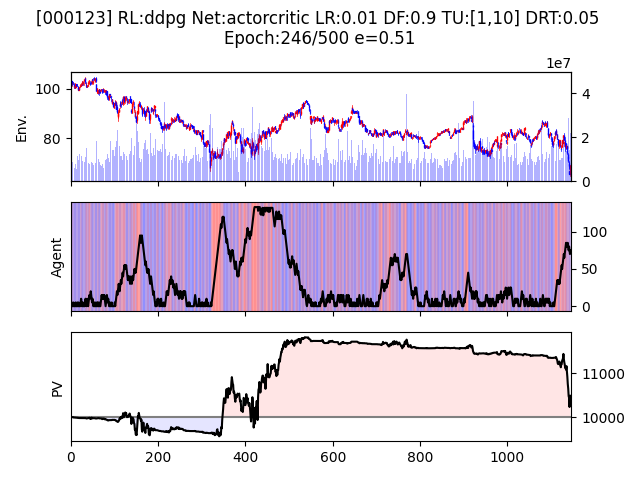 [000123] RL:ddpg Net:actorcritic LR:0.01 DF:0.9 TU:[1,10] DRT:0.05
Epoch:246/500 e=0.51
1e7
Env.
100
80
4
2
0
Agent
100
50
0
PV
11000
10000
0 200 400 600 800 1000